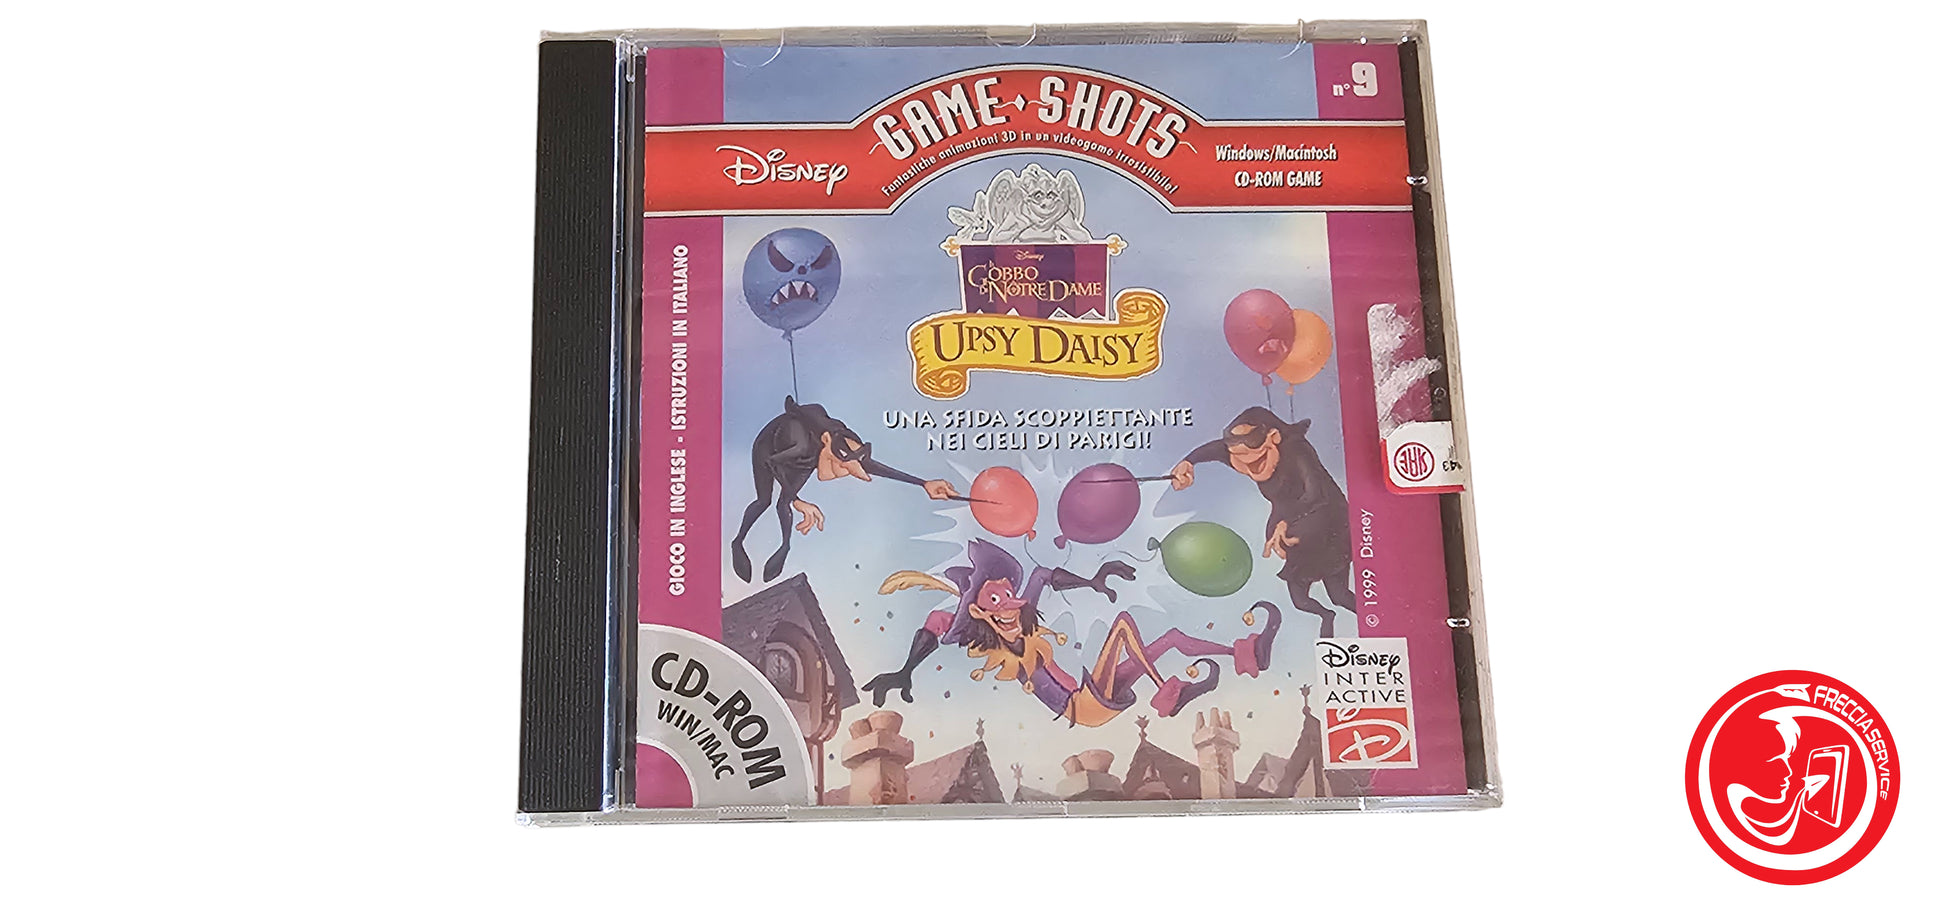 n° 9
GAME SHOTS
Fantastiche animazioni 3D in un videogame irresistibile!
DISNEY
Windows/Macintosh
CD-ROM GAME
DISNEY
IL
GOBBO
DI NOTRE DAME
UPSY DAISY
UNA SFIDA SCOPPIETTANTE
NEI CIELI DI PARIGI!
GIOCO IN INGLESE - ISTRUZIONI IN ITALIANO
© 1999 Disney
CD-ROM
WIN/MAC
DISNEY
INTER
ACTIVE
FRECCIA SERVICE